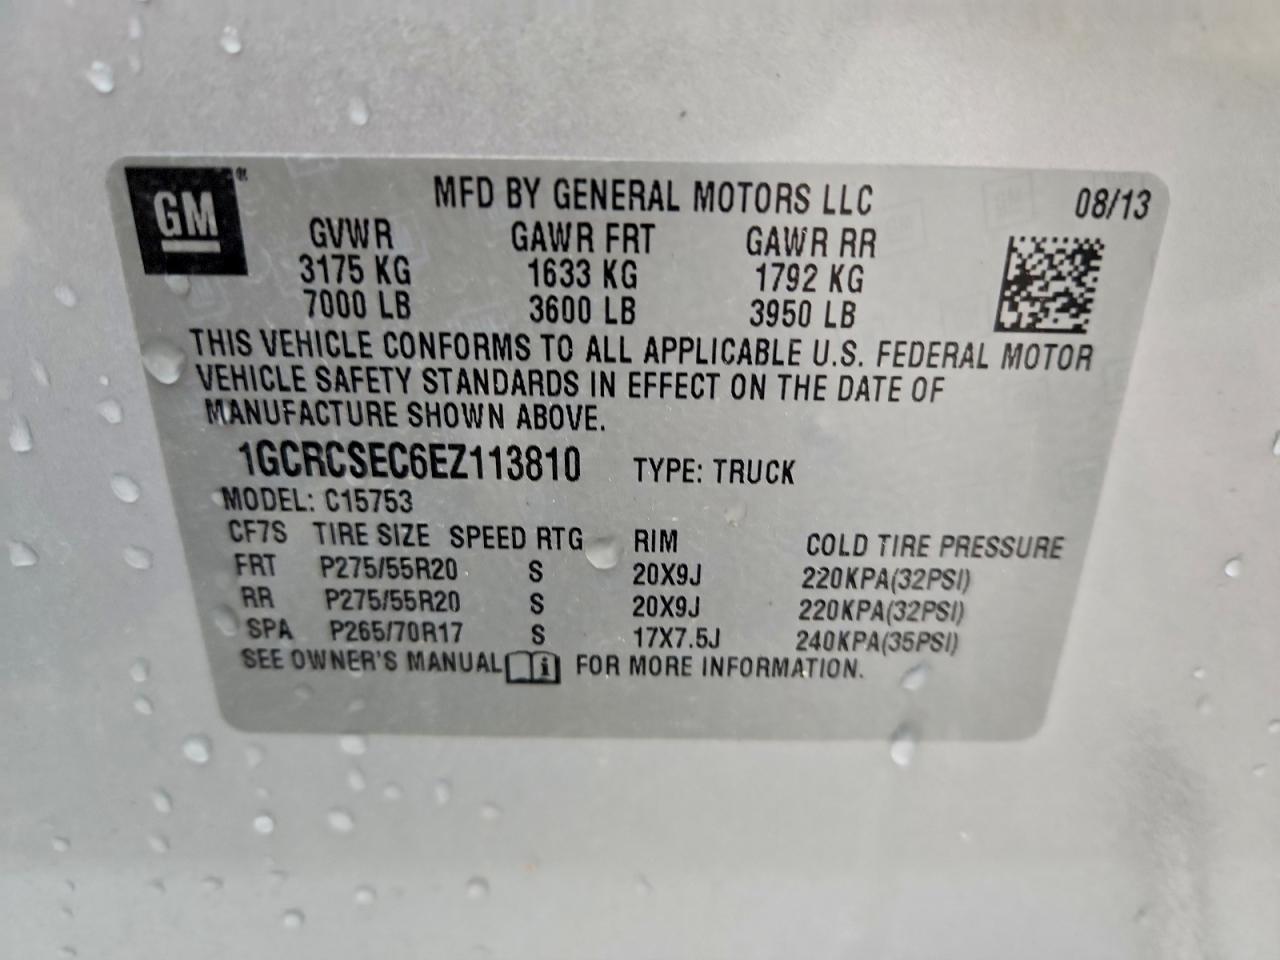 GM®
MFD BY GENERAL MOTORS LLC 08/13
GVWR GAWR FRT GAWR RR
3175 KG 1633 KG 1792 KG
7000 LB 3600 LB 3950 LB
THIS VEHICLE CONFORMS TO ALL APPLICABLE U.S. FEDERAL MOTOR
VEHICLE SAFETY STANDARDS IN EFFECT ON THE DATE OF
MANUFACTURE SHOWN ABOVE.
1GCRCSEC6EZ113810 TYPE: TRUCK
MODEL: C15753
CF7S TIRE SIZE SPEED RTG RIM COLD TIRE PRESSURE
FRT P275/55R20 S 20X9J 220KPA(32PSI)
RR P275/55R20 S 20X9J 220KPA(32PSI)
SPA P265/70R17 S 17X7.5J 240KPA(35PSI)
SEE OWNER'S MANUAL i FOR MORE INFORMATION.